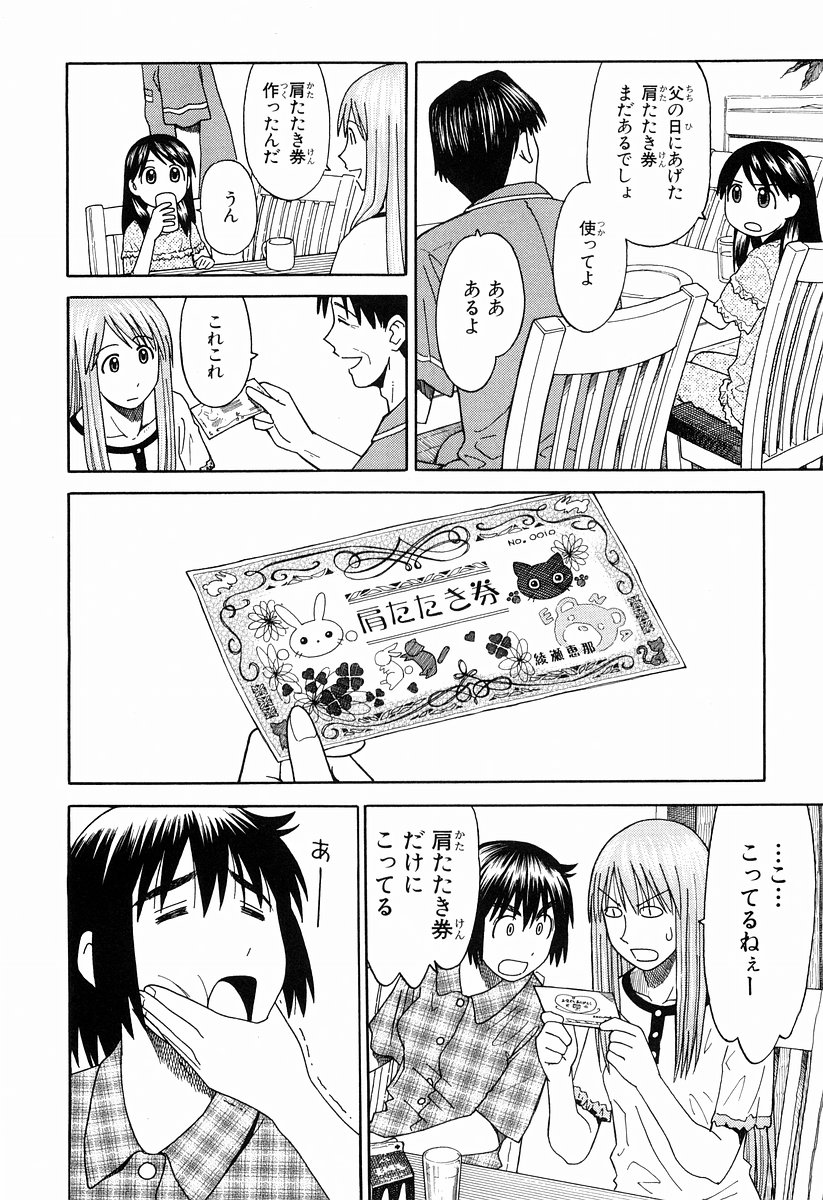 父の日にあげた
肩たたき券
まだあるでしょ
使ってよ
ああ
あるよ
肩たたき券
作ったんだ
うん
これこれ
NO.0010
肩たたき券
ENA
綾瀬恵那
…こ…
こってるねぇー
肩たたき券
だけに
こってる
あー